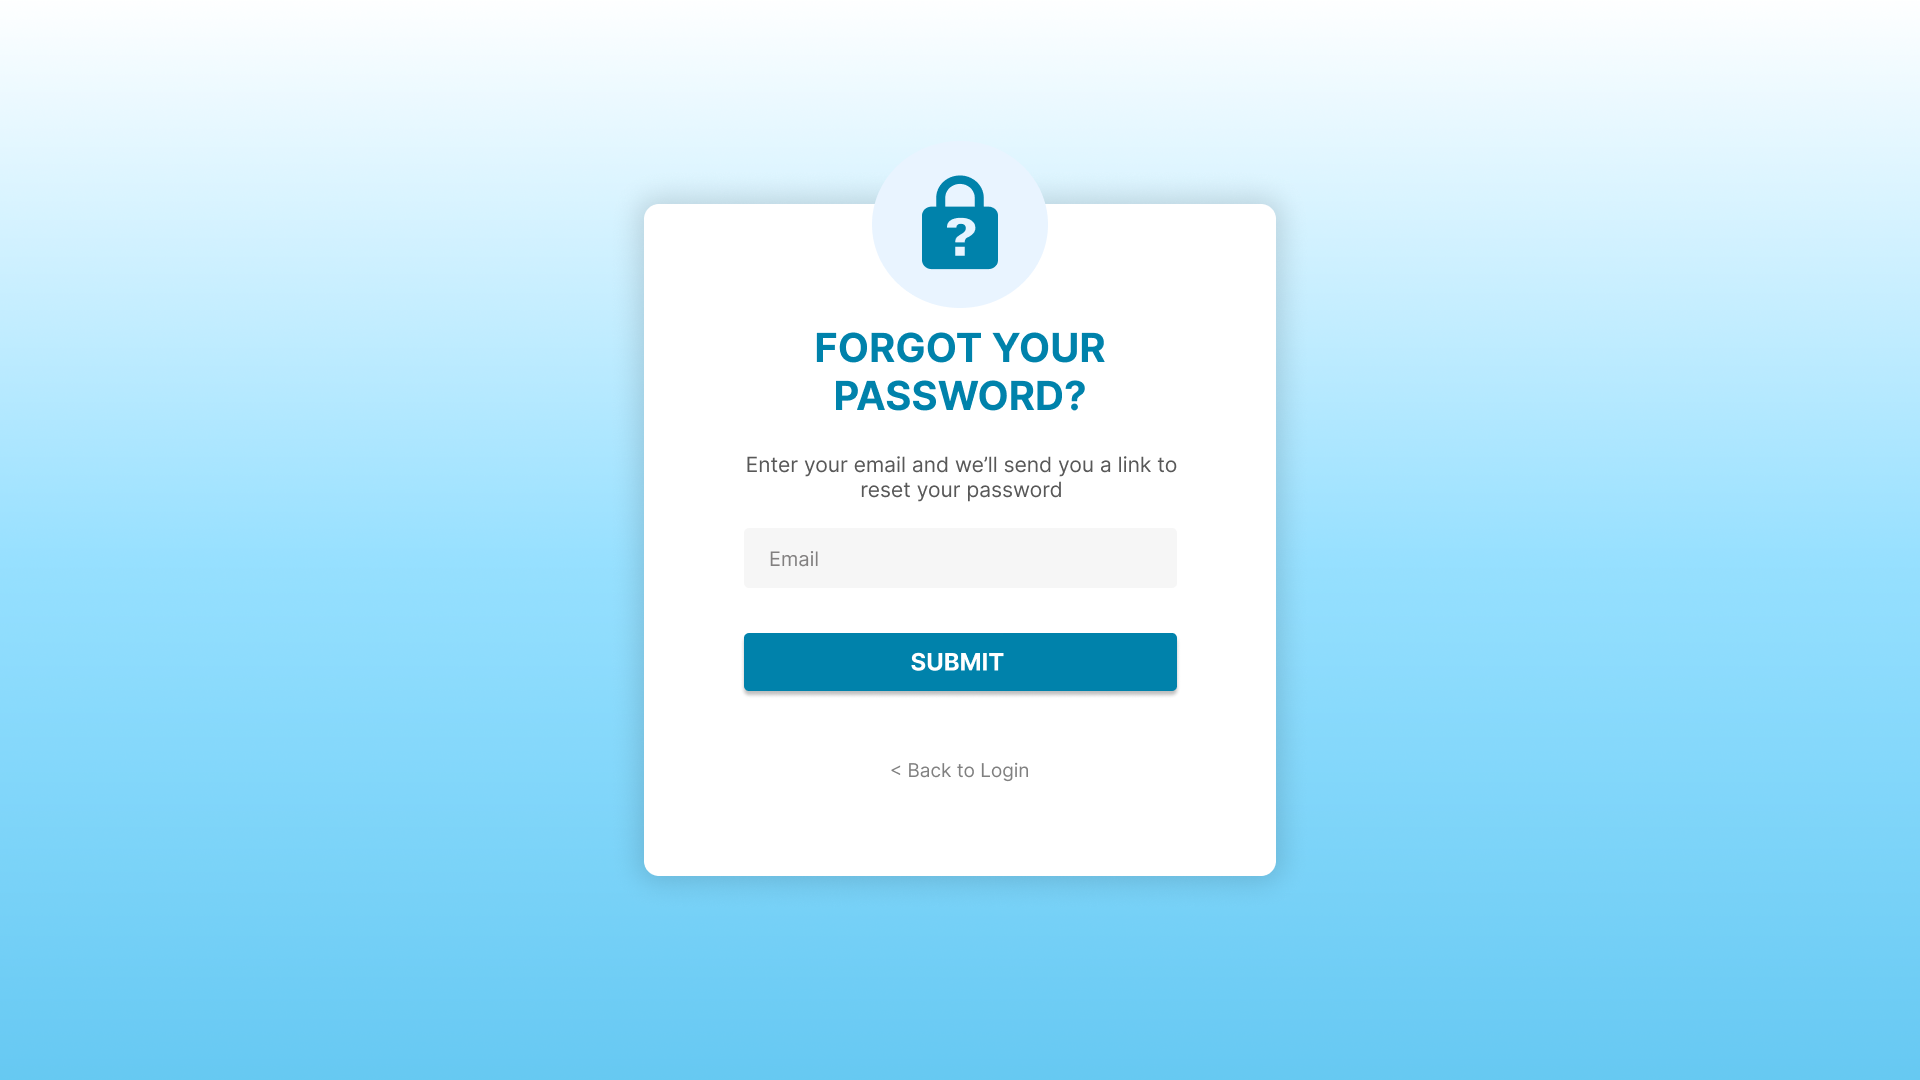 ?
FORGOT YOUR
PASSWORD?
Enter your email and we’ll send you a link to
reset your password
Email
SUBMIT
< Back to Login